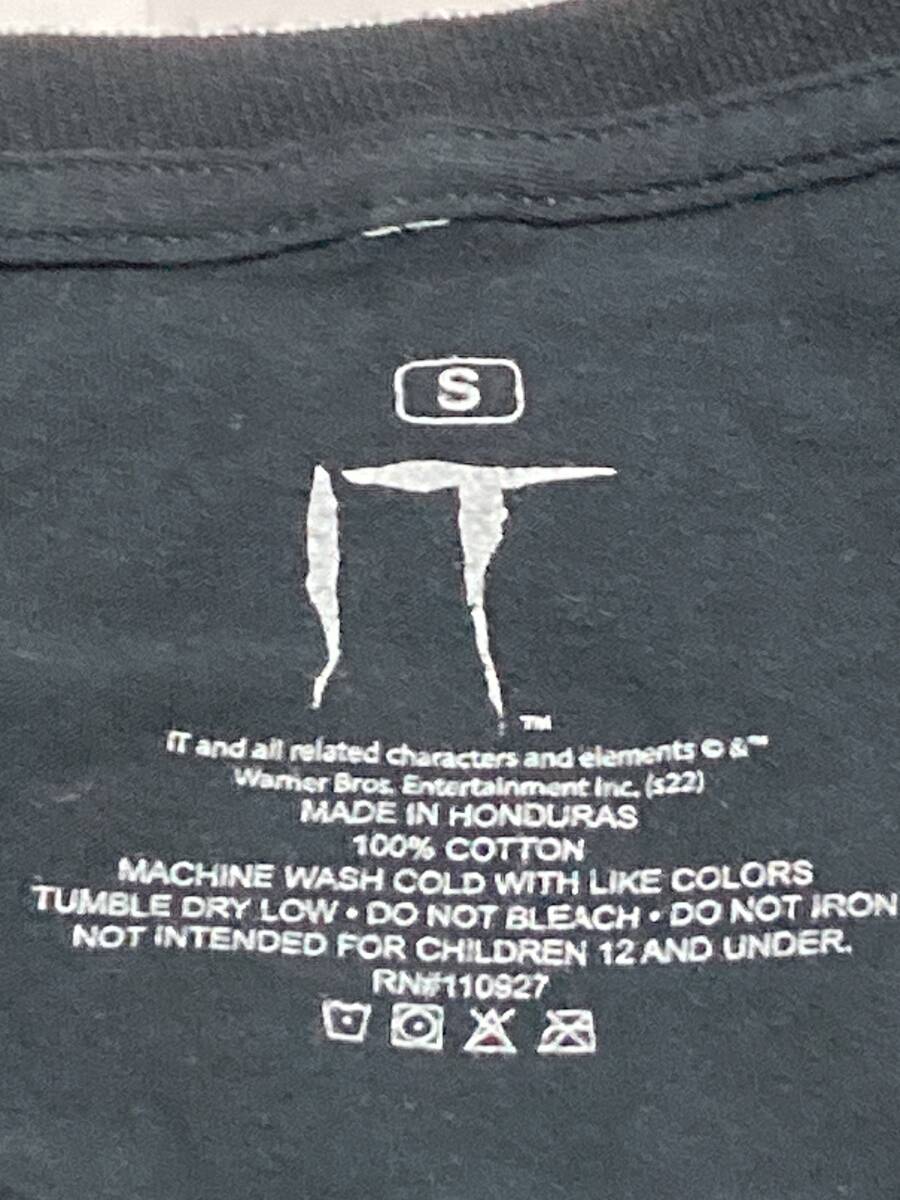 S
IT™
IT and all related characters and elements © &™
Warner Bros. Entertainment Inc. (s22)
MADE IN HONDURAS
100% COTTON
MACHINE WASH COLD WITH LIKE COLORS
TUMBLE DRY LOW • DO NOT BLEACH • DO NOT IRON
NOT INTENDED FOR CHILDREN 12 AND UNDER.
RN#110927